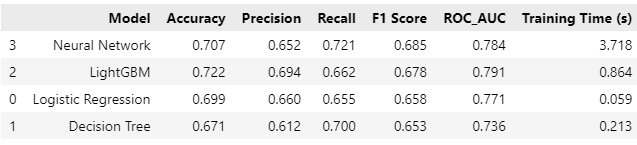 Model Accuracy Precision Recall F1 Score ROC_AUC Training Time (s)
3 Neural Network 0.707 0.652 0.721 0.685 0.784 3.718
2 LightGBM 0.722 0.694 0.662 0.678 0.791 0.864
0 Logistic Regression 0.699 0.660 0.655 0.658 0.771 0.059
1 Decision Tree 0.671 0.612 0.700 0.653 0.736 0.213